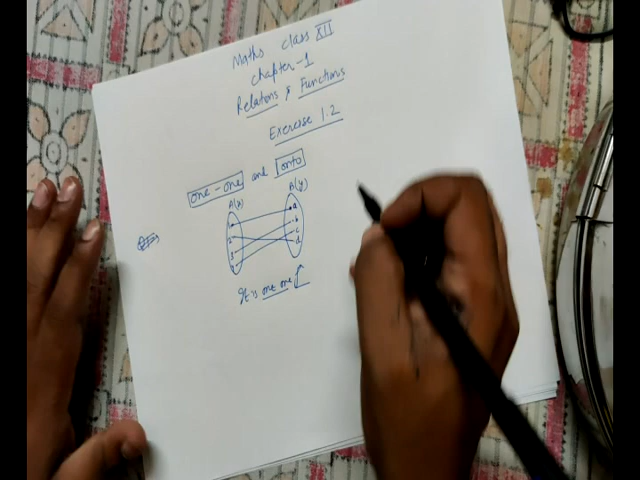 Maths class XII
chapter-1
Relations & Functions
Exercise 1.2
one-one and onto
A(x) B(y)
It is one one f